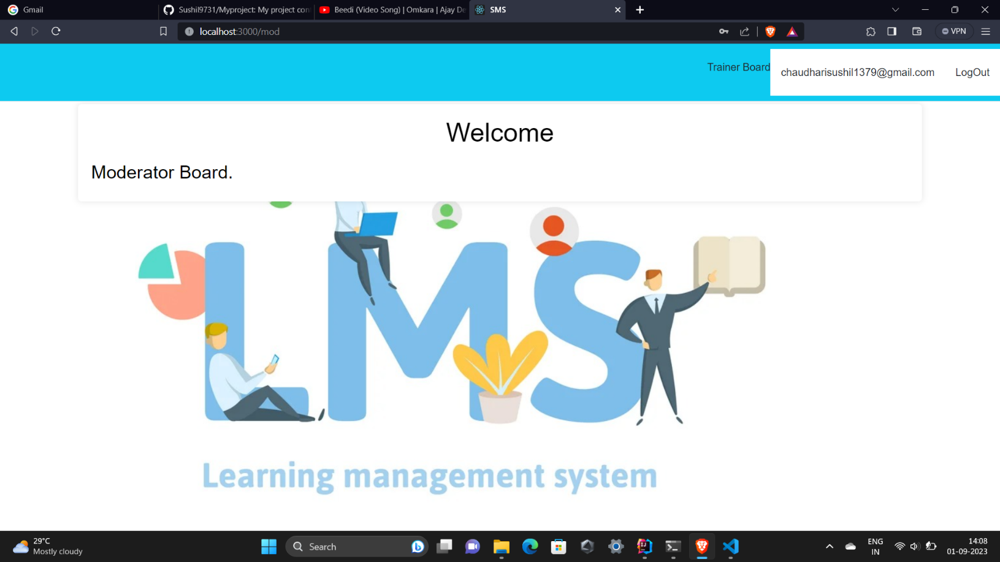 Gmail
Sushil9731/Myproject: My project con
Beedi (Video Song) | Omkara | Ajay De
SMS
localhost:3000/mod
VPN
Trainer Board
chaudharisushil1379@gmail.com
LogOut
Welcome
Moderator Board.
LMS
Learning management system
29°C
Mostly cloudy
Search
ENG
IN
14:08
01-09-2023